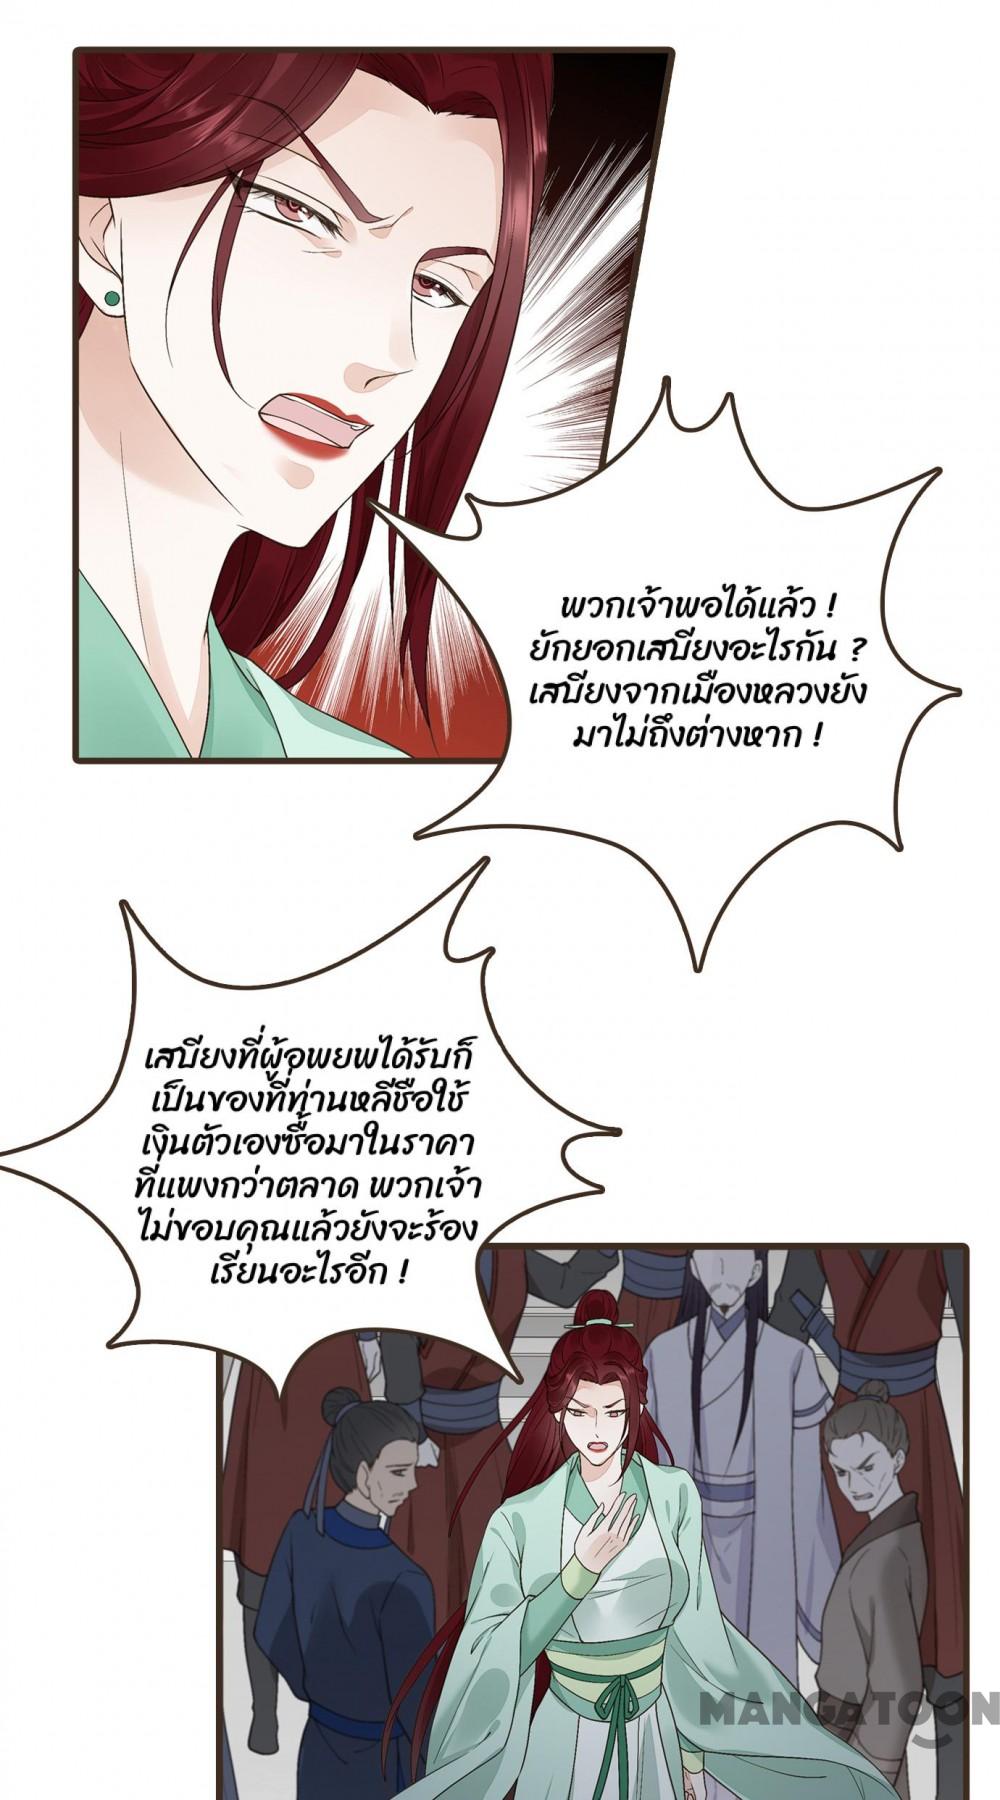 พวกเจ้าพอได้แล้ว !
ยักยอกเสบียงอะไรกัน ?
เสบียงจากเมืองหลวงยัง
มาไม่ถึงต่างหาก !
เสบียงที่ผู้อพยพได้รับก็
เป็นของที่ท่านหลีชือใช้
เงินตัวเองซื้อมาในราคา
ที่แพงกว่าตลาด พวกเจ้า
ไม่ขอบคุณแล้วยังจะร้อง
เรียนอะไรอีก !
MANGATOON